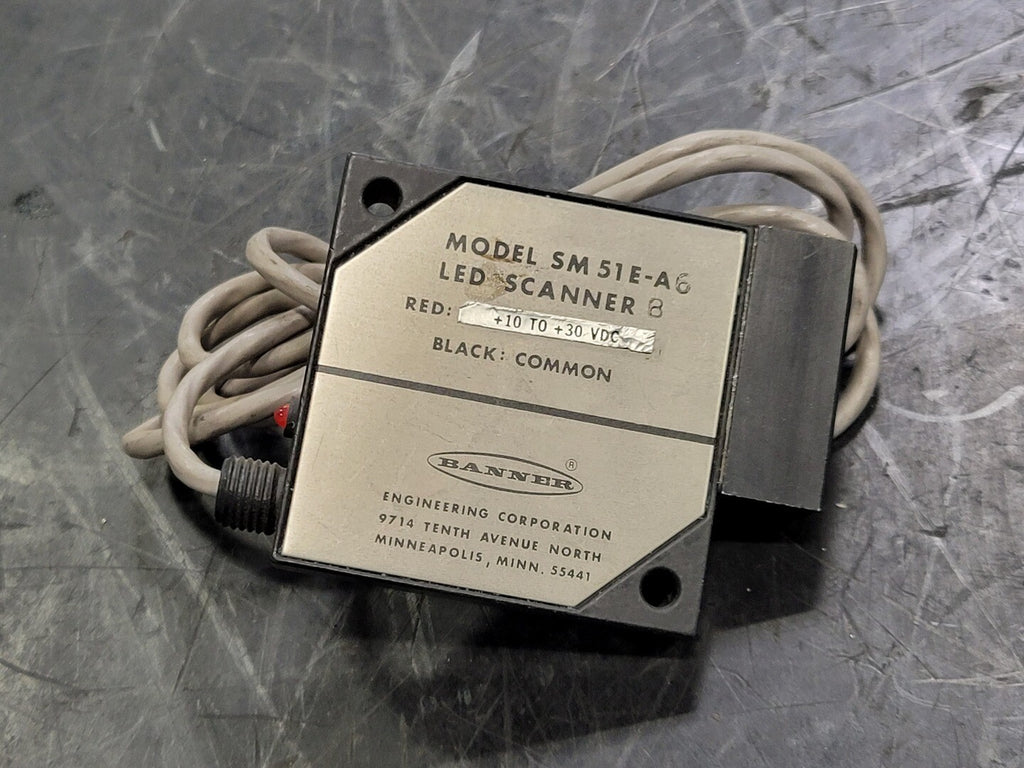 MODEL SM 51E-A6
LED SCANNER 8
RED: +10 TO +30 VDC
BLACK: COMMON
BANNER®
ENGINEERING CORPORATION
9714 TENTH AVENUE NORTH
MINNEAPOLIS, MINN. 55441